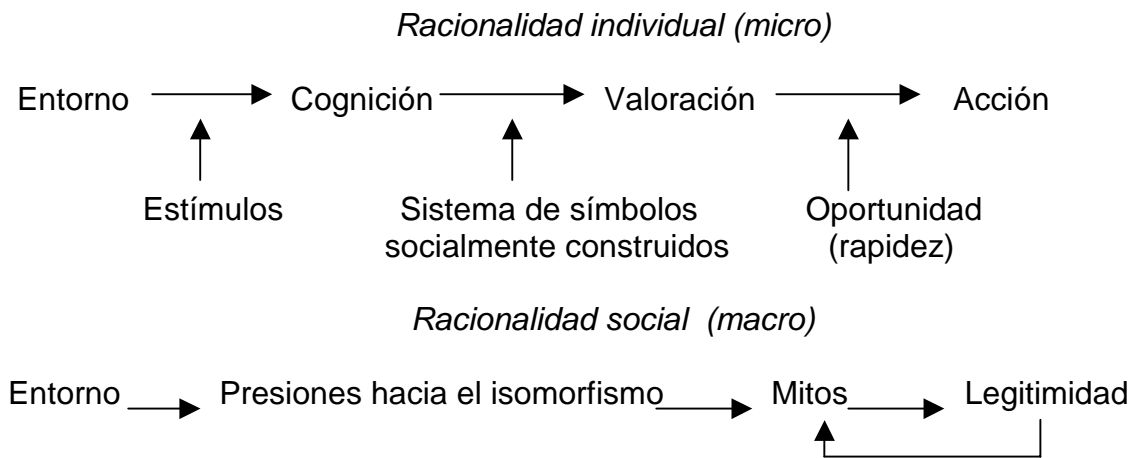 Racionalidad individual (micro)
Entorno Cognición Valoración Acción
Estímulos Sistema de símbolos Oportunidad
socialmente construidos (rapidez)
Racionalidad social (macro)
Entorno Presiones hacia el isomorfismo Mitos Legitimidad